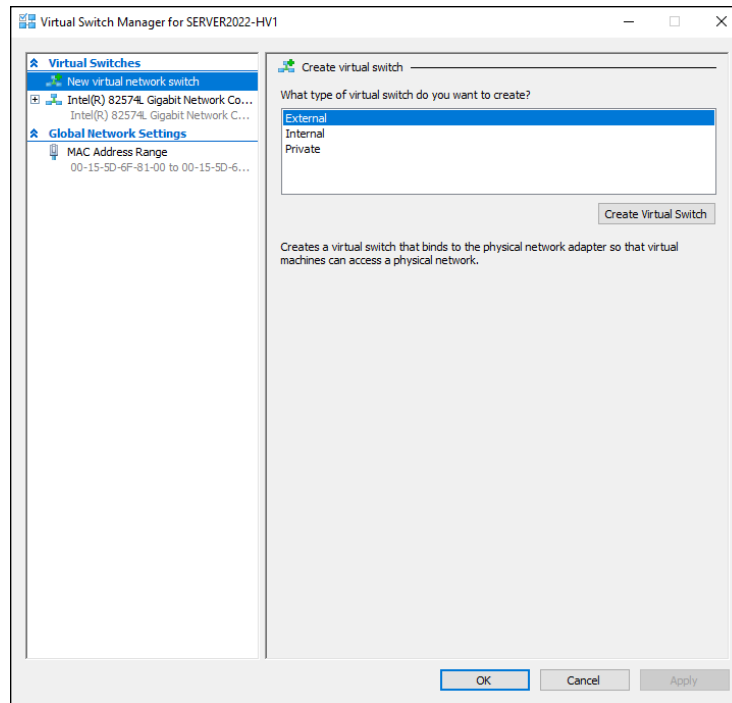 Virtual Switch Manager for SERVER2022-HV1
Virtual Switches
New virtual network switch
Intel(R) 82574L Gigabit Network Co...
Intel(R) 82574L Gigabit Network C...
Global Network Settings
MAC Address Range
00-15-5D-6F-81-00 to 00-15-5D-6...
Create virtual switch
What type of virtual switch do you want to create?
External
Internal
Private
Create Virtual Switch
Creates a virtual switch that binds to the physical network adapter so that virtual
machines can access a physical network.
OK
Cancel
Apply